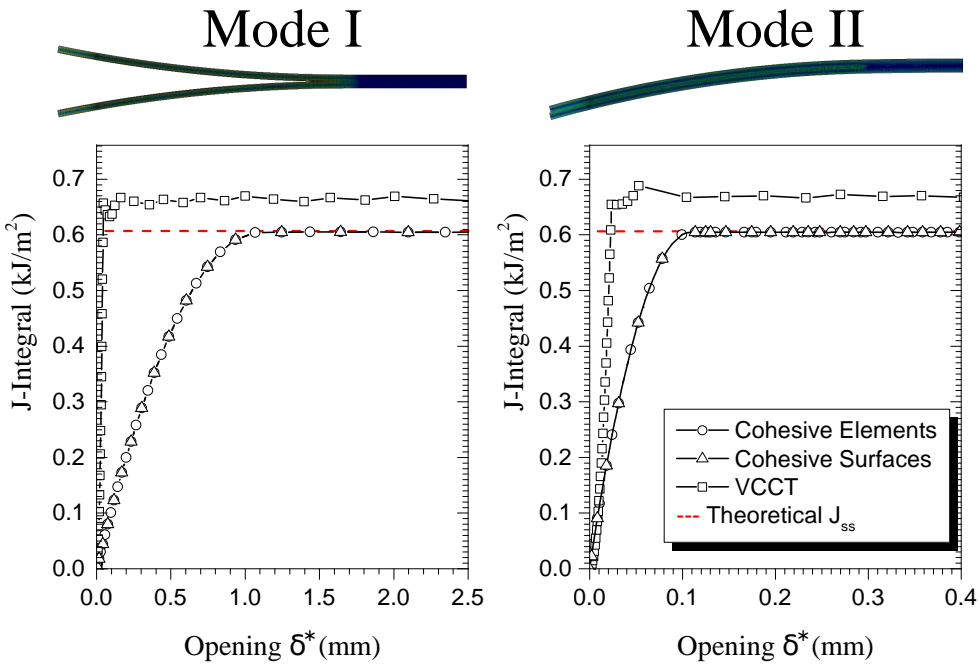 Mode I
Mode II
J-Integral (kJ/m²)
0.7
0.6
0.5
0.4
0.3
0.2
0.1
0.0
0.0 0.5 1.0 1.5 2.0 2.5
Opening δ* (mm)
J-Integral (kJ/m²)
0.7
0.6
0.5
0.4
0.3
0.2
0.1
0.0
0.0 0.1 0.2 0.3 0.4
Opening δ* (mm)
Cohesive Elements
Cohesive Surfaces
VCCT
Theoretical Jss